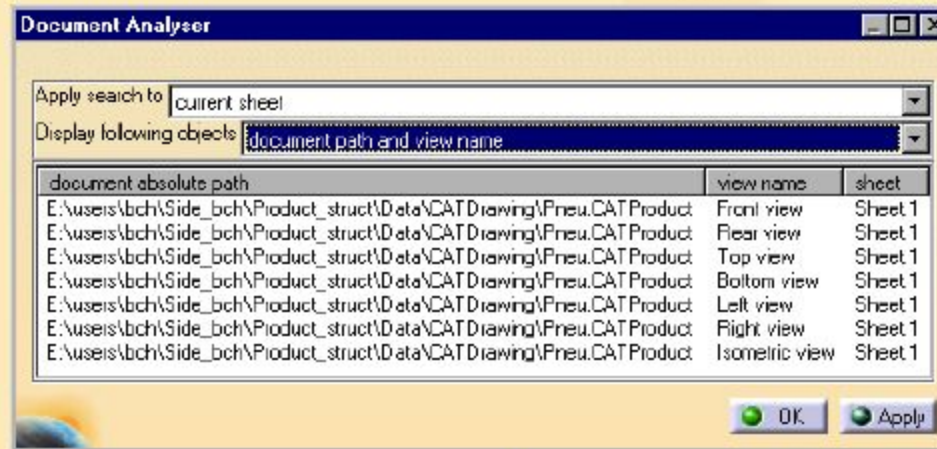 Document Analyser
Apply search to current sheet
Display following objects document path and view name
document absolute path view name sheet
E:\users\bch\Side_bch\Product_struct\Data\CATDrawing\Pneu.CATProduct Front view Sheet.1
E:\users\bch\Side_bch\Product_struct\Data\CATDrawing\Pneu.CATProduct Rear view Sheet.1
E:\users\bch\Side_bch\Product_struct\Data\CATDrawing\Pneu.CATProduct Top view Sheet.1
E:\users\bch\Side_bch\Product_struct\Data\CATDrawing\Pneu.CATProduct Bottom view Sheet.1
E:\users\bch\Side_bch\Product_struct\Data\CATDrawing\Pneu.CATProduct Left view Sheet.1
E:\users\bch\Side_bch\Product_struct\Data\CATDrawing\Pneu.CATProduct Right view Sheet.1
E:\users\bch\Side_bch\Product_struct\Data\CATDrawing\Pneu.CATProduct Isometric view Sheet.1
OK Apply